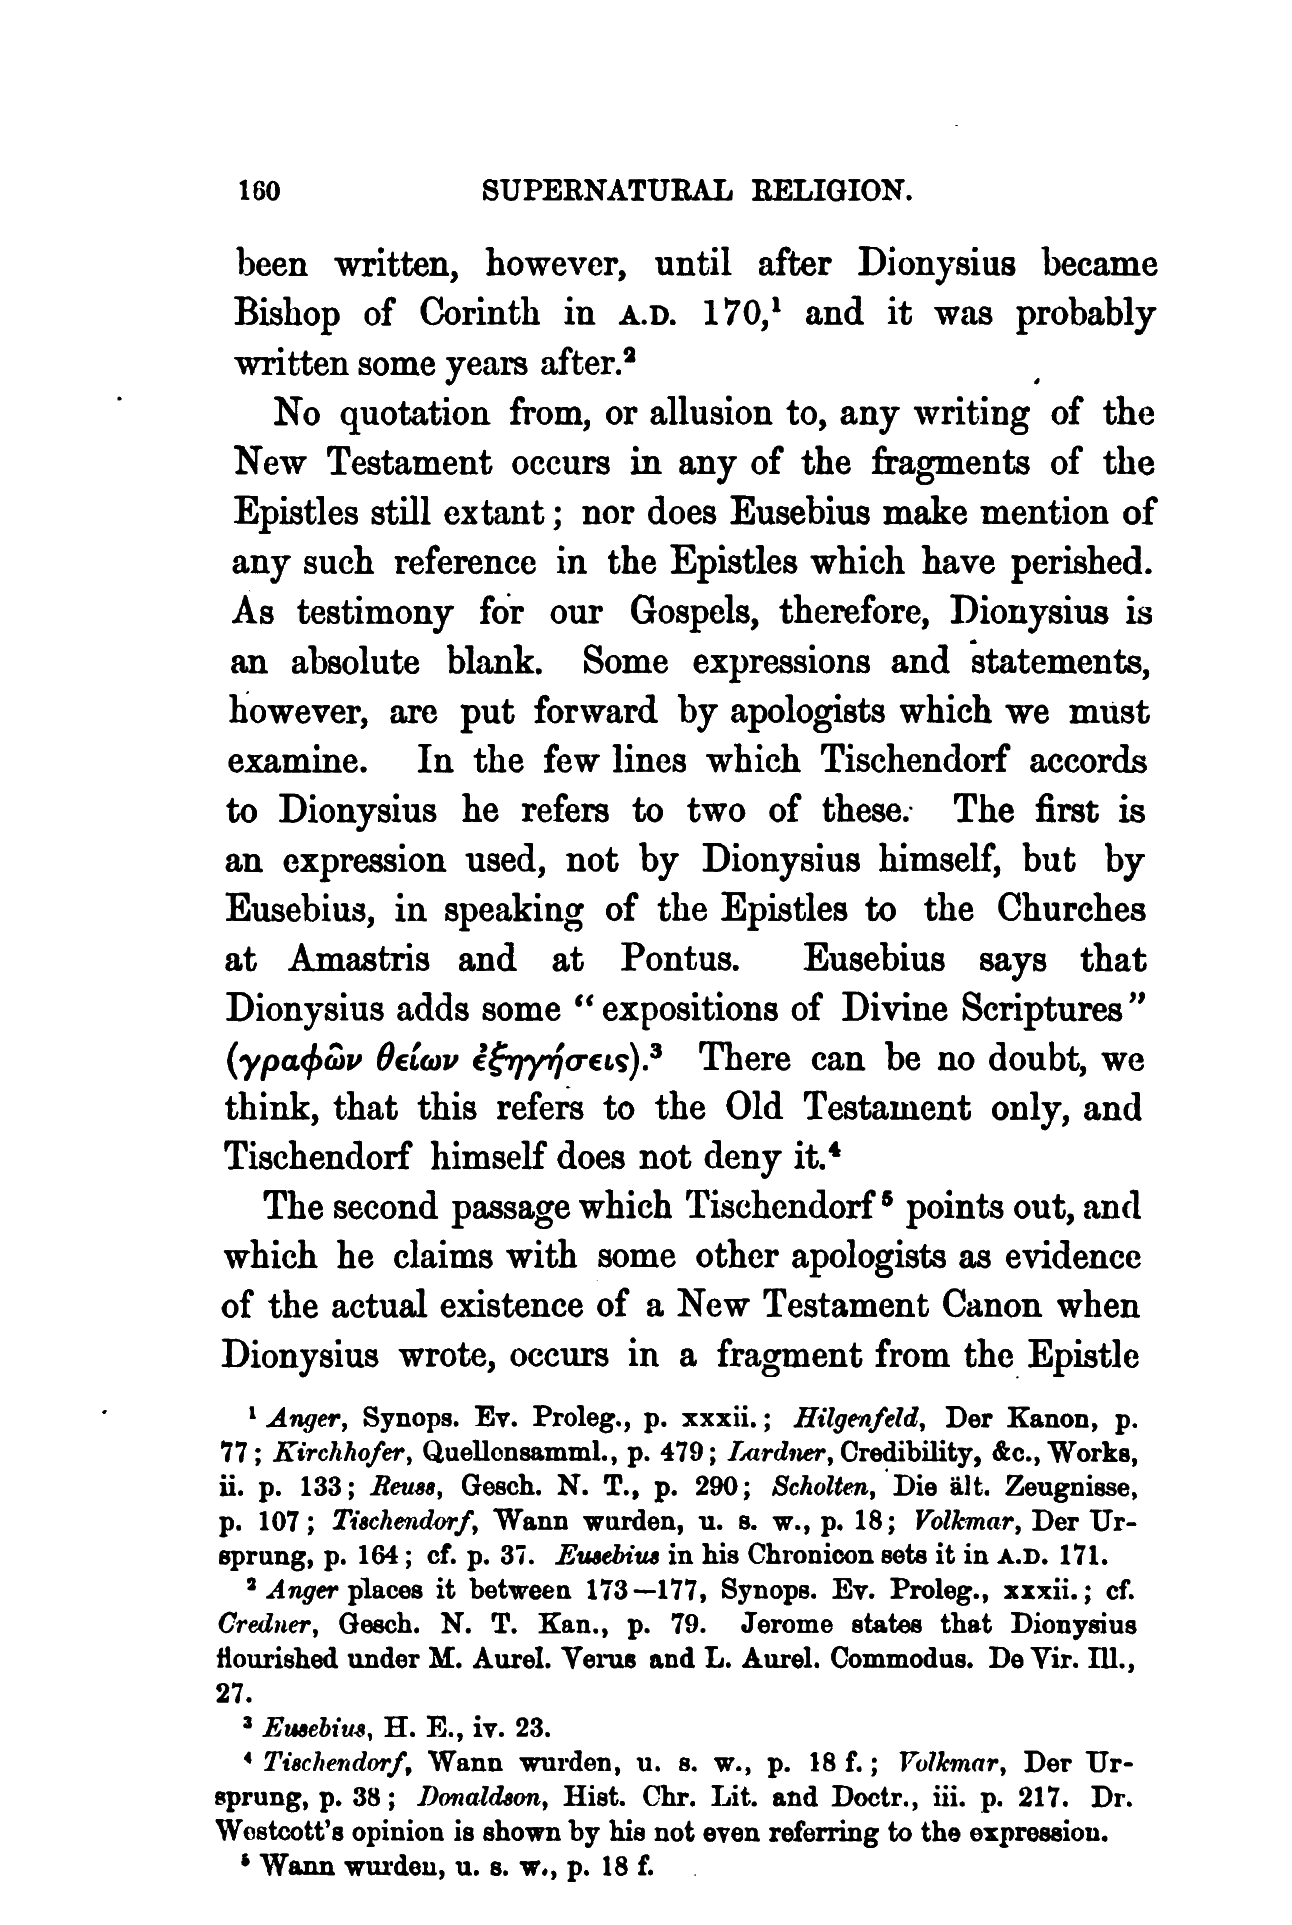 160 SUPERNATURAL RELIGION.
been written, however, until after Dionysius became
Bishop of Corinth in A.D. 170,¹ and it was probably
written some years after.²
No quotation from, or allusion to, any writing of the
New Testament occurs in any of the fragments of the
Epistles still extant; nor does Eusebius make mention of
any such reference in the Epistles which have perished.
As testimony for our Gospels, therefore, Dionysius is
an absolute blank. Some expressions and statements,
however, are put forward by apologists which we must
examine. In the few lines which Tischendorf accords
to Dionysius he refers to two of these. The first is
an expression used, not by Dionysius himself, but by
Eusebius, in speaking of the Epistles to the Churches
at Amastris and at Pontus. Eusebius says that
Dionysius adds some “expositions of Divine Scriptures”
(γραφῶν θείων ἐξηγήσεις).³ There can be no doubt, we
think, that this refers to the Old Testament only, and
Tischendorf himself does not deny it.⁴
The second passage which Tischendorf⁵ points out, and
which he claims with some other apologists as evidence
of the actual existence of a New Testament Canon when
Dionysius wrote, occurs in a fragment from the Epistle
¹ Anger, Synops. Ev. Proleg., p. xxxii.; Hilgenfeld, Der Kanon, p.
77; Kirchhofer, Quellensamml., p. 479; Lardner, Credibility, &c., Works,
ii. p. 133; Reuss, Gesch. N. T., p. 290; Scholten, Die ält. Zeugnisse,
p. 107; Tischendorf, Wann wurden, u. s. w., p. 18; Volkmar, Der Ur-
sprung, p. 164; cf. p. 37. Eusebius in his Chronicon sets it in A.D. 171.
² Anger places it between 173—177, Synops. Ev. Proleg., xxxii.; cf.
Credner, Gesch. N. T. Kan., p. 79. Jerome states that Dionysius
flourished under M. Aurel. Verus and L. Aurel. Commodus. De Vir. Ill.,
27.
³ Eusebius, H. E., iv. 23.
⁴ Tischendorf, Wann wurden, u. s. w., p. 18 f.; Volkmar, Der Ur-
sprung, p. 38; Donaldson, Hist. Chr. Lit. and Doctr., iii. p. 217. Dr.
Westcott's opinion is shown by his not even referring to the expression.
⁵ Wann wurden, u. s. w., p. 18 f.